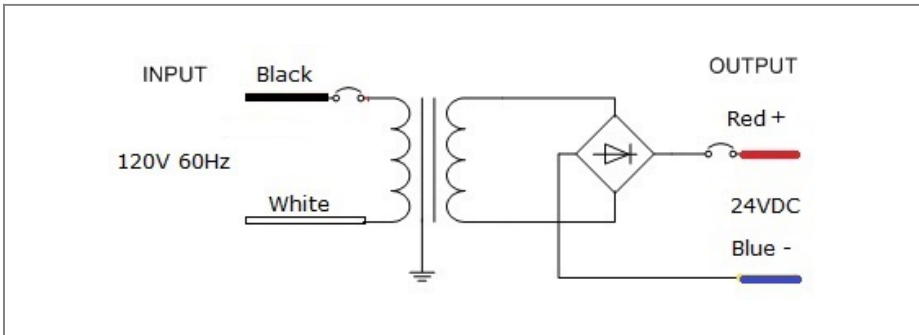 INPUT
Black
OUTPUT
Red +
120V 60Hz
White
24VDC
Blue -